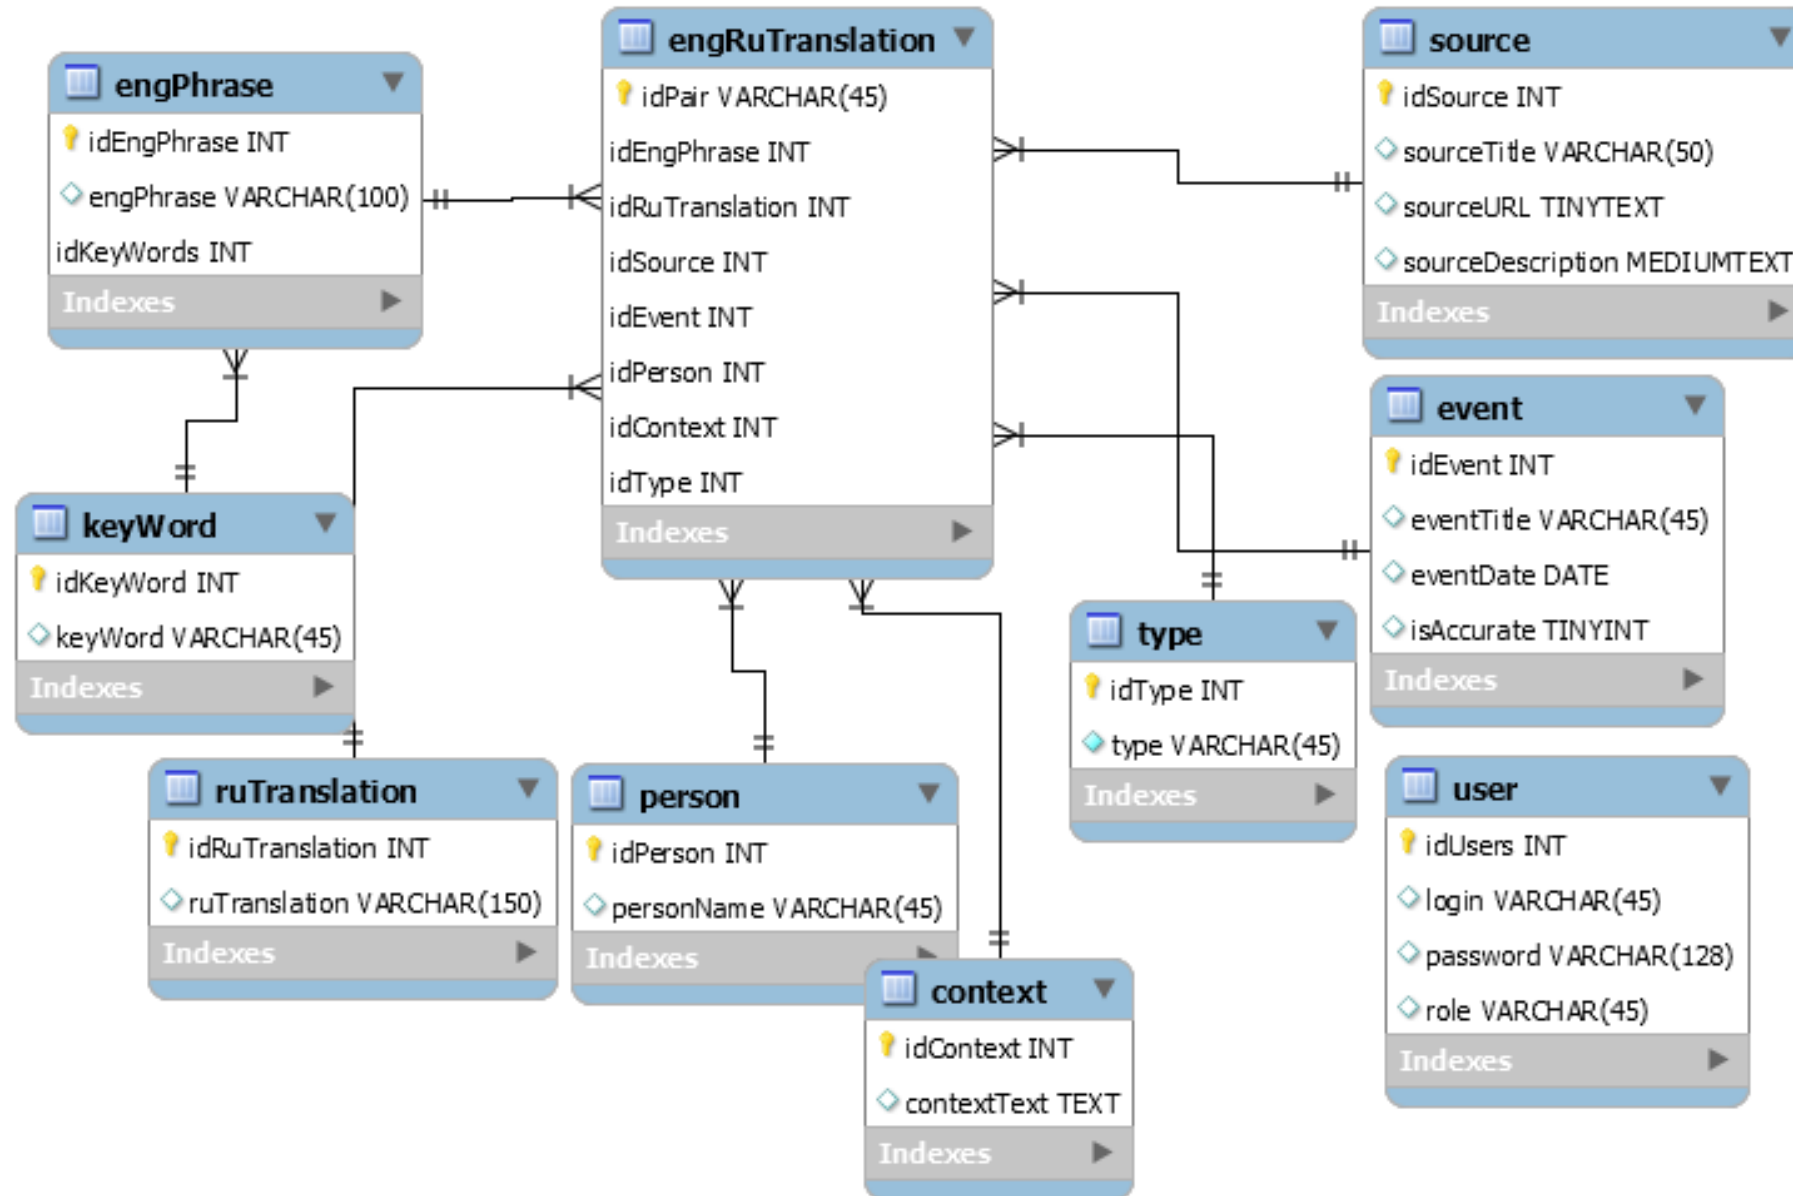 engPhrase
idEngPhrase INT
engPhrase VARCHAR(100)
idKeyWords INT
Indexes
engRuTranslation
idPair VARCHAR(45)
idEngPhrase INT
idRuTranslation INT
idSource INT
idEvent INT
idPerson INT
idContext INT
idType INT
Indexes
source
idSource INT
sourceTitle VARCHAR(50)
sourceURL TINYTEXT
sourceDescription MEDIUMTEXT
Indexes
event
idEvent INT
eventTitle VARCHAR(45)
eventDate DATE
isAccurate TINYINT
Indexes
keyWord
idKeyWord INT
keyWord VARCHAR(45)
Indexes
type
idType INT
type VARCHAR(45)
Indexes
ruTranslation
idRuTranslation INT
ruTranslation VARCHAR(150)
Indexes
person
idPerson INT
personName VARCHAR(45)
Indexes
context
idContext INT
contextText TEXT
Indexes
user
idUsers INT
login VARCHAR(45)
password VARCHAR(128)
role VARCHAR(45)
Indexes